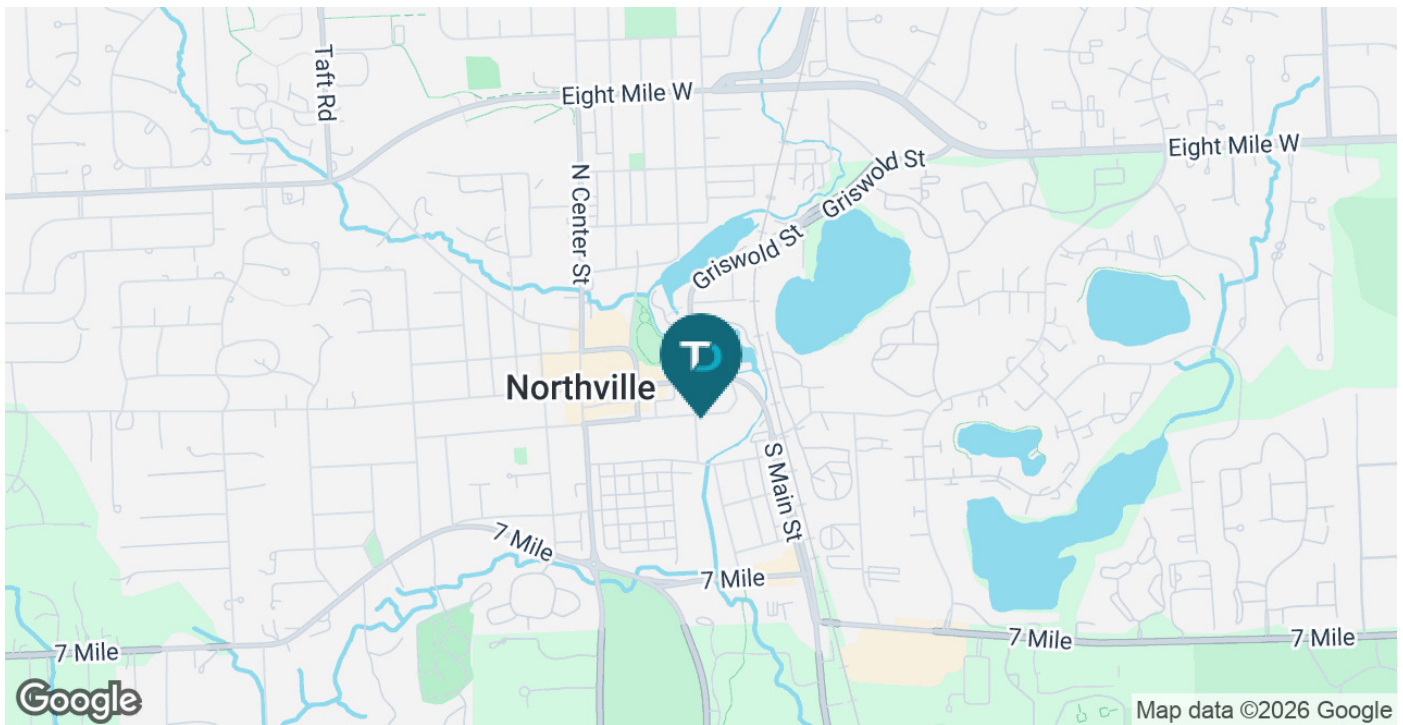 Taft Rd
Eight Mile W
Eight Mile W
N Center St
Griswold St
Griswold St
TD
Northville
S Main St
7 Mile
7 Mile
7 Mile
7 Mile
7 Mile
Google
Map data ©2026 Google